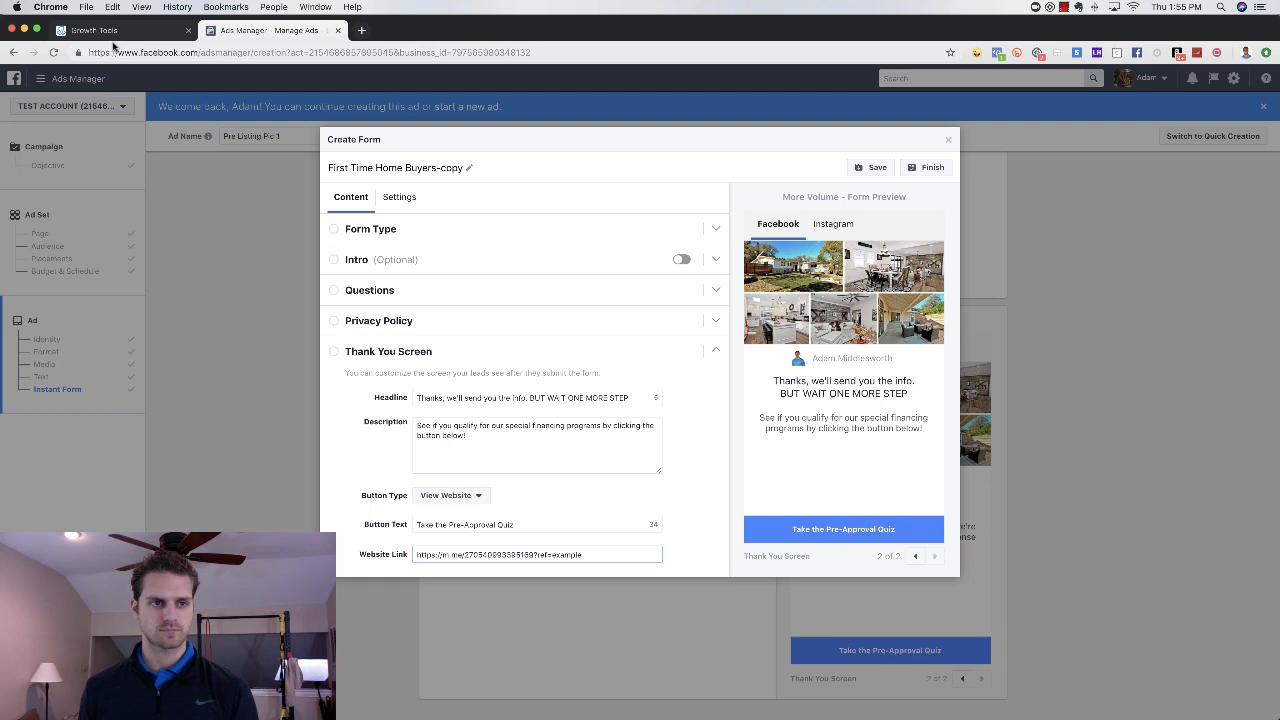 Chrome File Edit View History Bookmarks People Window Help
Thu 1:55 PM
Growth Tools
Ads Manager - Manage Ads -
https://www.facebook.com/adsmanager/creation?act=2154686857895045&business_id=797565980348132
Ads Manager
Search
Adam
TEST ACCOUNT (21546...
Welcome back, Adam! You can continue creating this ad or start a new ad.
Ad Name
Pre Listing Pic 1
Switch to Quick Creation
Campaign
Objective
Ad Set
Page
Audience
Placements
Budget & Schedule
Ad
Identity
Format
Media
Text
Instant Form
Create Form
First Time Home Buyers-copy
Save
Finish
Content
Settings
Form Type
Intro (Optional)
Questions
Privacy Policy
Thank You Screen
You can customize the screen your leads see after they submit the form.
Headline
Thanks, we'll send you the info. BUT WAIT ONE MORE STEP
6
Description
See if you qualify for our special financing programs by clicking the
button below!
Button Type
View Website
Button Text
Take the Pre-Approval Quiz
34
Website Link
https://m.me/270540993395169?ref=example
More Volume - Form Preview
Facebook
Instagram
Adam Middlesworth
Thanks, we'll send you the info.
BUT WAIT ONE MORE STEP
See if you qualify for our special financing
programs by clicking the button below!
Take the Pre-Approval Quiz
Thank You Screen
2 of 2
Take the Pre-Approval Quiz
Thank You Screen
2 of 2